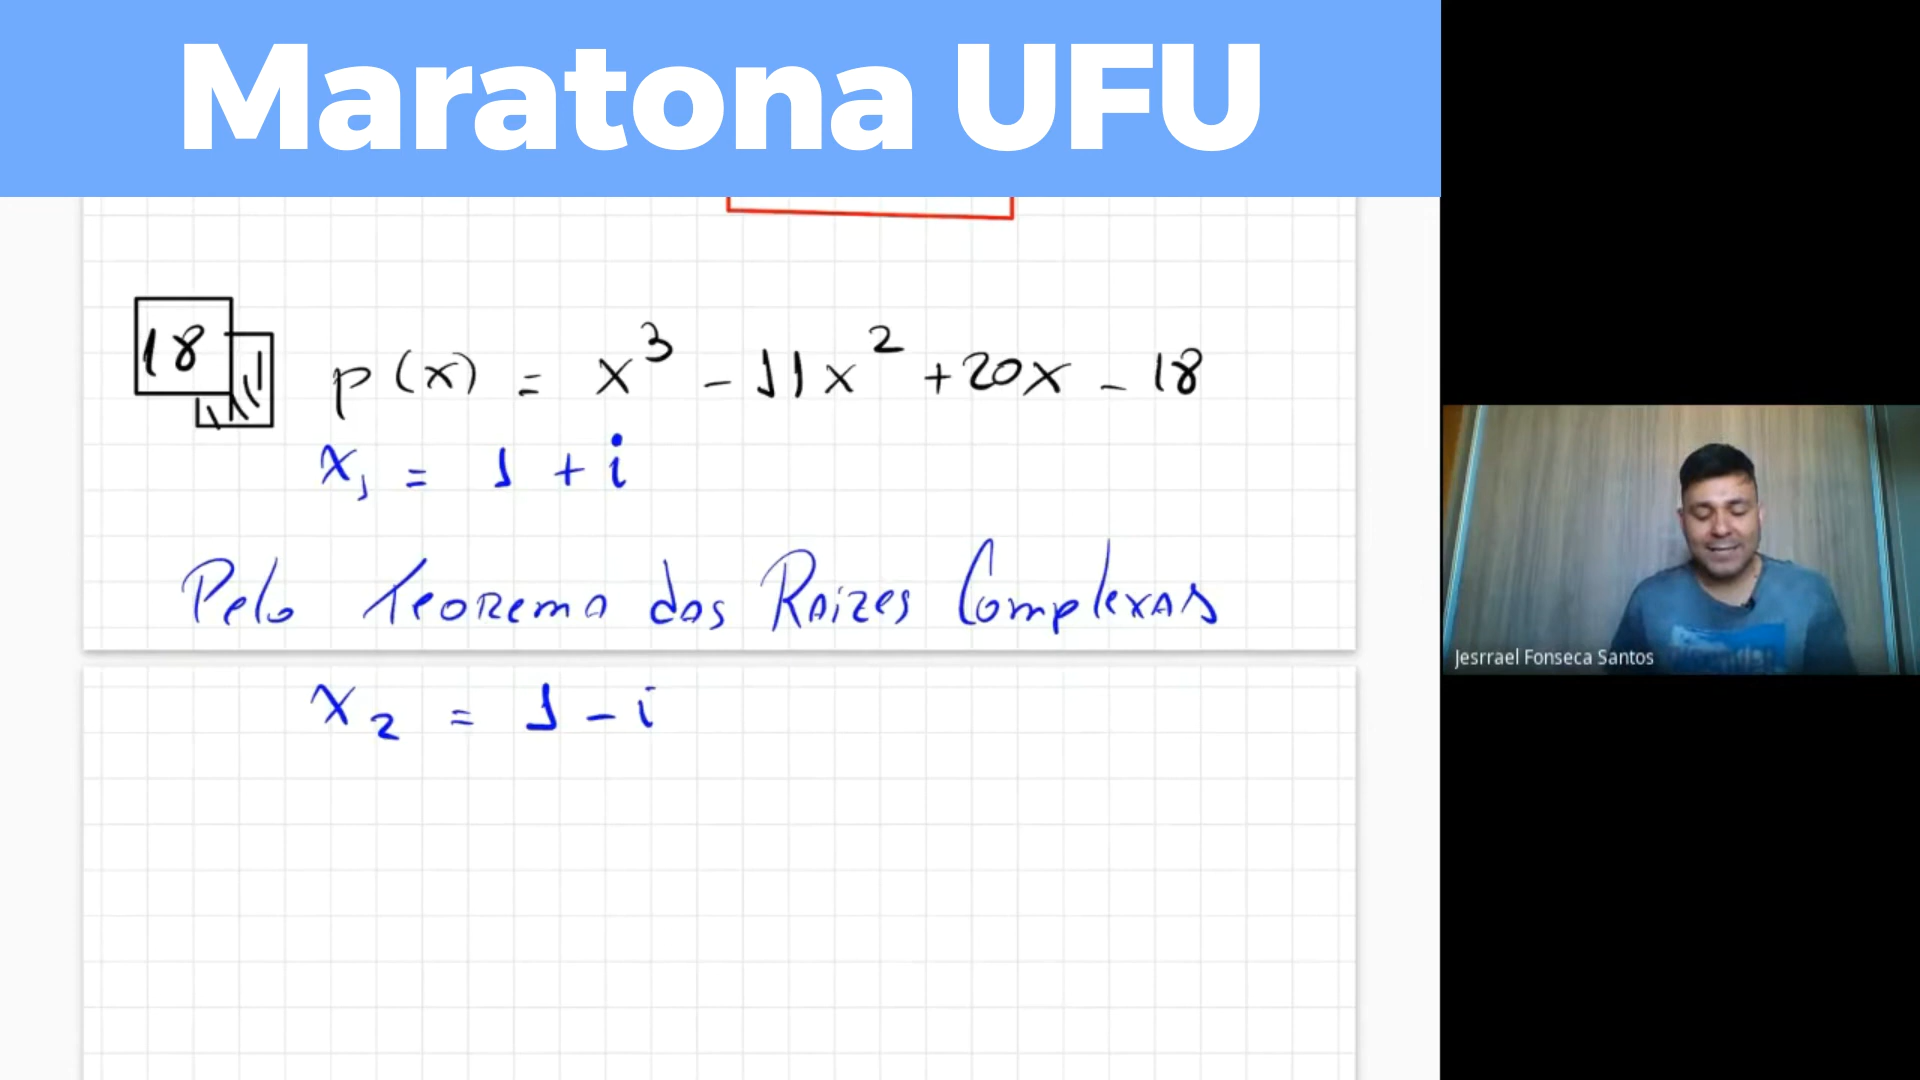 Maratona UFU
18 p(x) = x³ - 11x² + 20x - 18
x₁ = 1 + i
Pelo Teorema das Raízes Complexas
x₂ = 1 - i
Jesrrael Fonseca Santos